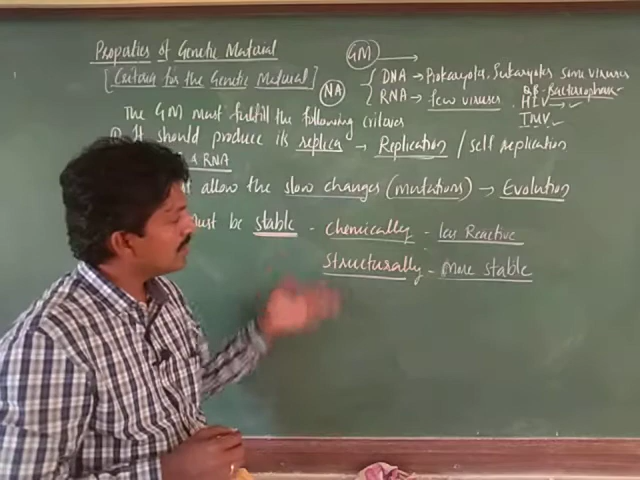 Properties of Genetic Material
[Criteria for the Genetic Material]
GM →
DNA → Prokaryotes, Eukaryotes some viruses
NA
RNA → few viruses
QB - Bacteriophage
HIV ✓
TMV ✓
The GM must fulfill the following criteria
① It should produce its replica → Replication / self replication
& RNA
allow the slow changes (mutations) → Evolution
must be stable - chemically - less Reactive
structurally - More stable